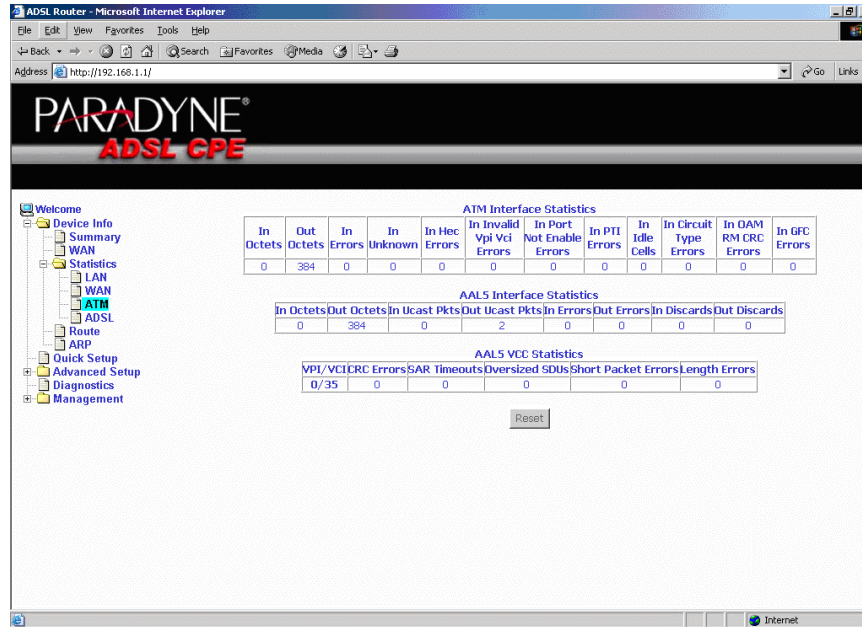 ADSL Router - Microsoft Internet Explorer
File Edit View Favorites Tools Help
Back Search Favorites Media
Address http://192.168.1.1/ Go Links
PARADYNE®
ADSL CPE
Welcome
Device Info
Summary
WAN
Statistics
LAN
WAN
ATM
ADSL
Route
ARP
Quick Setup
Advanced Setup
Diagnostics
Management
ATM Interface Statistics
In Octets Out Octets In Errors In Unknown In Hec Errors In Invalid Vpi Vci Errors In Port Not Enable Errors In PTI Errors In Idle Cells In Circuit Type Errors In OAM RM CRC Errors In GFC Errors
0 384 0 0 0 0 0 0 0 0 0 0
AAL5 Interface Statistics
In Octets Out Octets In Ucast Pkts Out Ucast Pkts In Errors Out Errors In Discards Out Discards
0 384 0 2 0 0 0 0
AAL5 VCC Statistics
VPI/VCI CRC Errors SAR Timeouts Oversized SDUs Short Packet Errors Length Errors
0/35 0 0 0 0 0
Reset
Internet